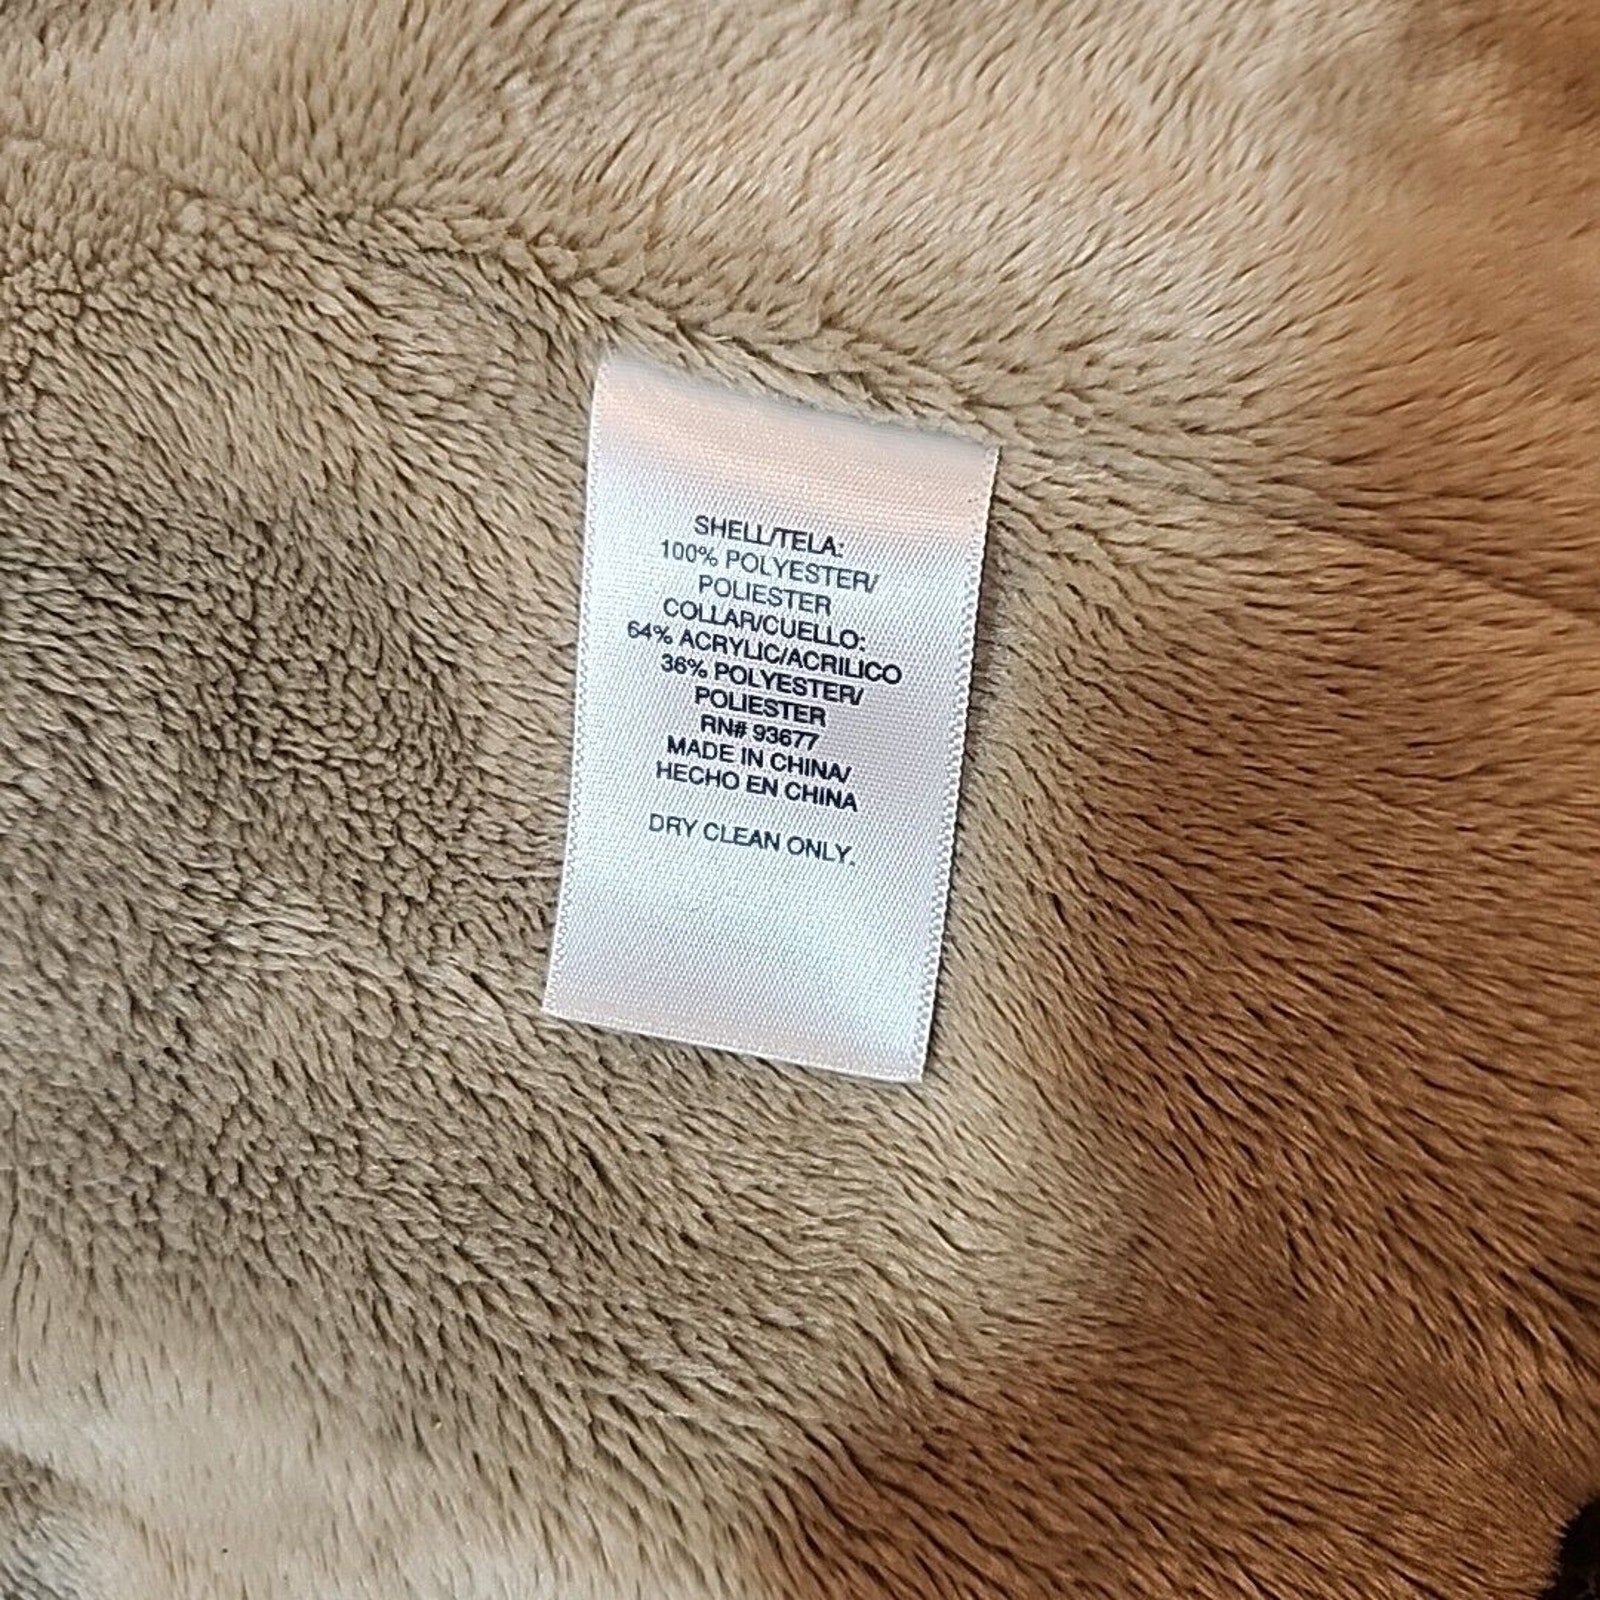 SHELL/TELA:
100% POLYESTER/
POLIESTER
COLLAR/CUELLO:
64% ACRYLIC/ACRILICO
36% POLYESTER/
POLIESTER
RN# 93677
MADE IN CHINA/
HECHO EN CHINA
DRY CLEAN ONLY.